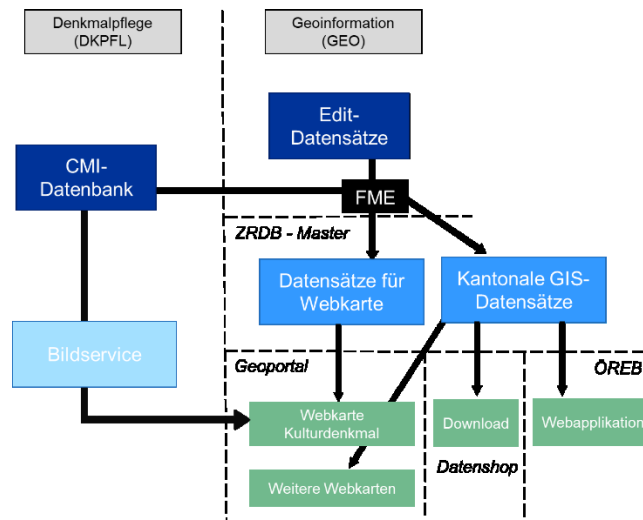 Denkmalpflege
(DKPFL)
Geoinformation
(GEO)
Edit-
Datensätze
CMI-
Datenbank
FME
ZRDB - Master
Datensätze für
Webkarte
Kantonale GIS-
Datensätze
Bildservice
Geoportal
ÖREB
Webkarte
Kulturdenkmal
Download
Webapplikation
Datenshop
Weitere Webkarten